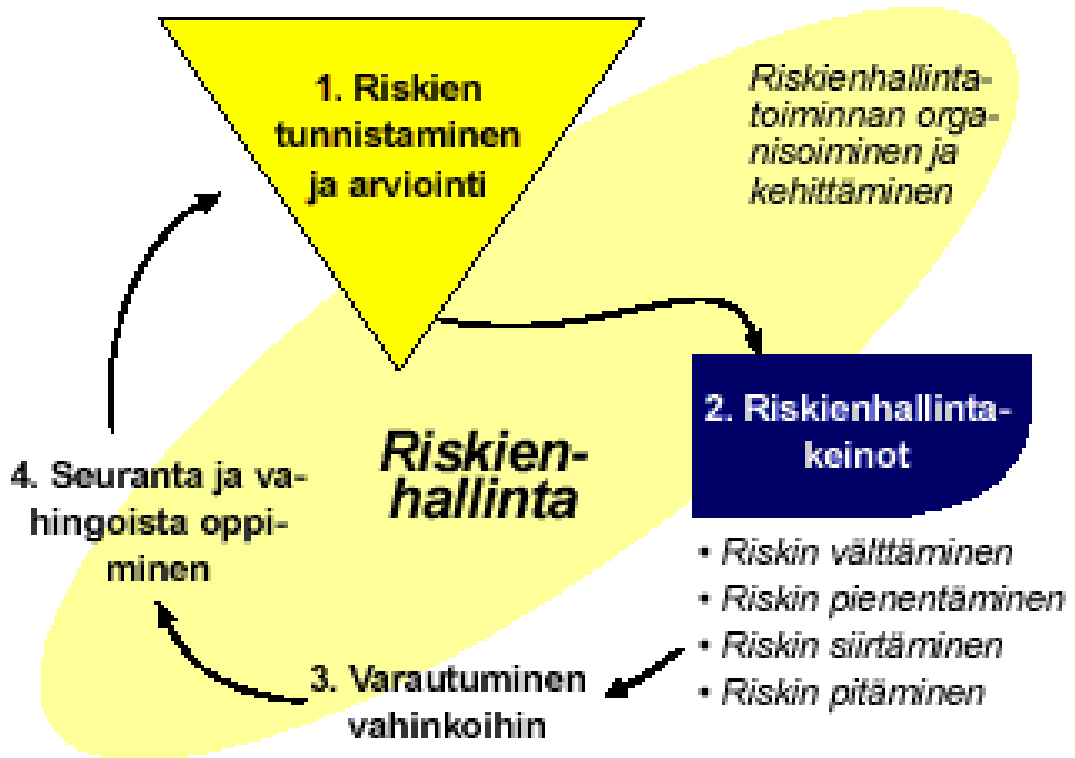 1. Riskien
tunnistaminen
ja arviointi
Riskienhallinta-
toiminnan orga-
nisoiminen ja
kehittäminen
2. Riskienhallinta-
keinot
• Riskin välttäminen
• Riskin pienentäminen
• Riskin siirtäminen
• Riskin pitäminen
Riskien-
hallinta
3. Varautuminen
vahinkoihin
4. Seuranta ja va-
hingoista oppi-
minen